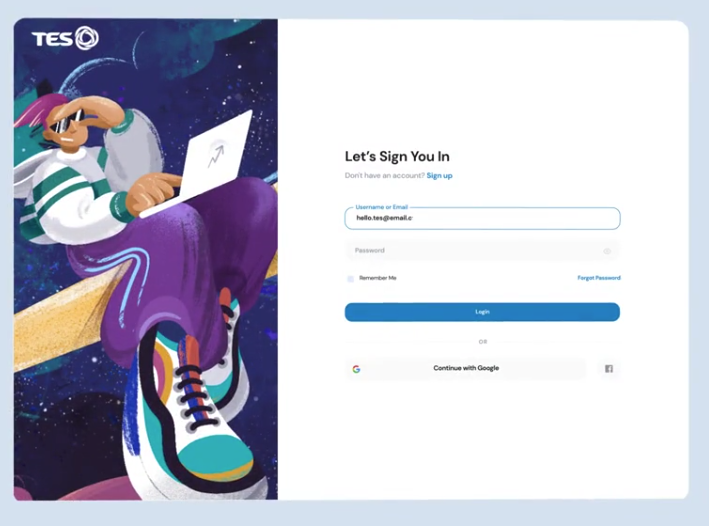 TES
Let's Sign You In
Don't have an account? Sign up
Username or Email
hello.tes@email.c
Password
Remember Me Forgot Password
Login
OR
Continue with Google